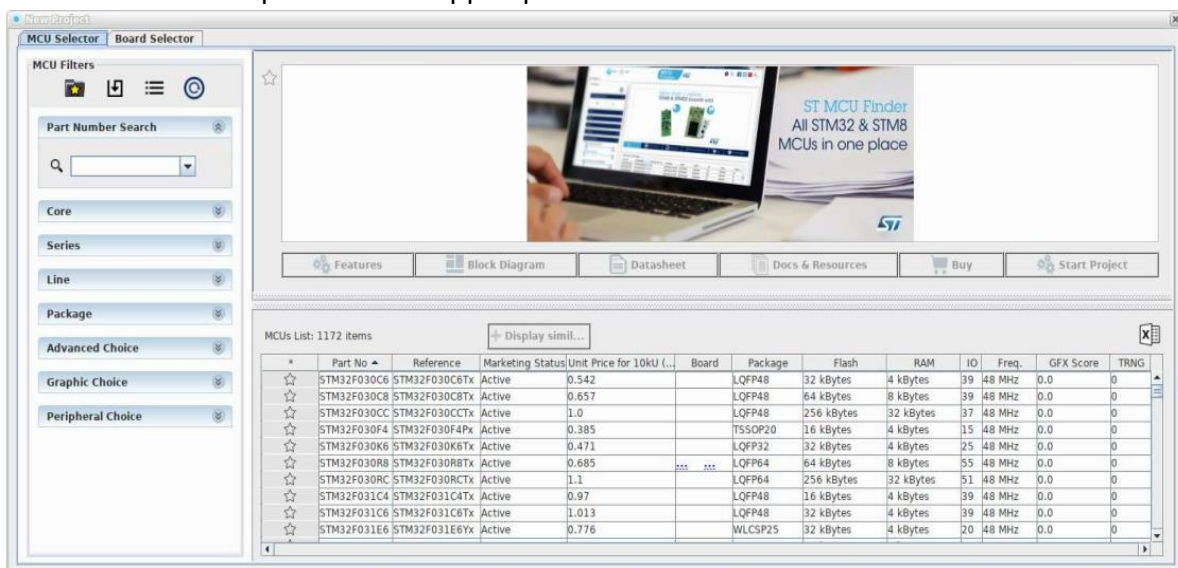 New Project
MCU Selector Board Selector
MCU Filters
Part Number Search
Core
Series
Line
Package
Advanced Choice
Graphic Choice
Peripheral Choice
ST MCU Finder
All STM32 & STM8
MCUs in one place
Features Block Diagram Datasheet Docs & Resources Buy Start Project
MCUs List: 1172 items + Display simil...
* Part No Reference Marketing Status Unit Price for 10kU (... Board Package Flash RAM IO Freq. GFX Score TRNG
STM32F030C6 STM32F030C6Tx Active 0.542 LQFP48 32 kBytes 4 kBytes 39 48 MHz 0.0 0
STM32F030C8 STM32F030C8Tx Active 0.657 LQFP48 64 kBytes 8 kBytes 39 48 MHz 0.0 0
STM32F030CC STM32F030CCTx Active 1.0 LQFP48 256 kBytes 32 kBytes 37 48 MHz 0.0 0
STM32F030F4 STM32F030F4Px Active 0.385 TSSOP20 16 kBytes 4 kBytes 15 48 MHz 0.0 0
STM32F030K6 STM32F030K6Tx Active 0.471 LQFP32 32 kBytes 4 kBytes 25 48 MHz 0.0 0
STM32F030R8 STM32F030R8Tx Active 0.685 ... ... LQFP64 64 kBytes 8 kBytes 55 48 MHz 0.0 0
STM32F030RC STM32F030RCTx Active 1.1 LQFP64 256 kBytes 32 kBytes 51 48 MHz 0.0 0
STM32F031C4 STM32F031C4Tx Active 0.97 LQFP48 16 kBytes 4 kBytes 39 48 MHz 0.0 0
STM32F031C6 STM32F031C6Tx Active 1.013 LQFP48 32 kBytes 4 kBytes 39 48 MHz 0.0 0
STM32F031E6 STM32F031E6Yx Active 0.776 WLCSP25 32 kBytes 4 kBytes 20 48 MHz 0.0 0